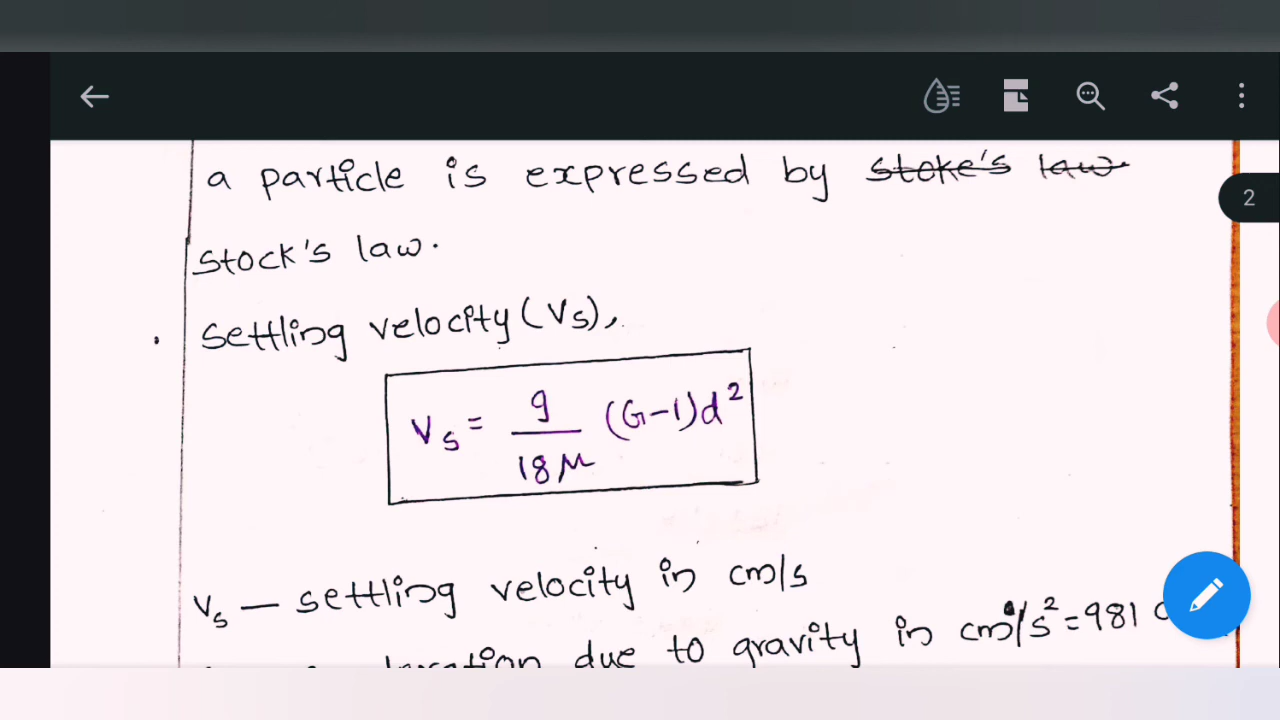 2
a particle is expressed by stoke's law
stock's law.
. settling velocity (Vs),
Vs = g/18μ (G-1)d²
Vs — settling velocity in cm/s
due to gravity in cm/s² = 981